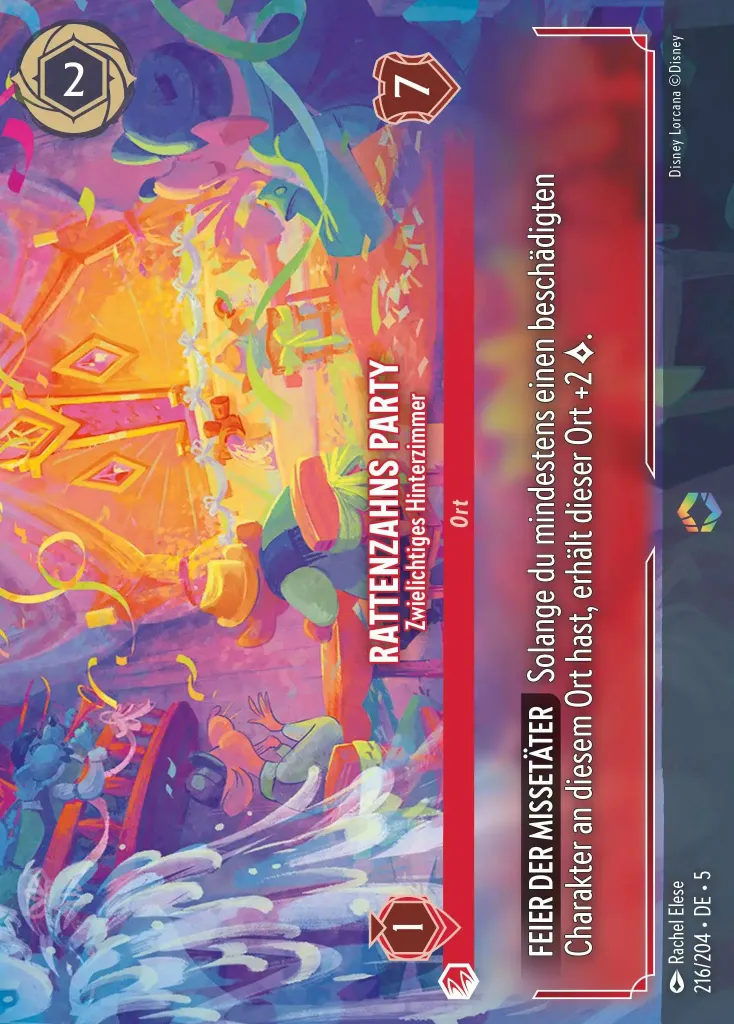 2
RATTENZAHNS PARTY
Zwielichtiges Hinterzimmer
1
7
Ort
FEIER DER MISSETÄTER Solange du mindestens einen beschädigten
Charakter an diesem Ort hast, erhält dieser Ort +2 .
Rachel Elese
216/204 • DE • 5
Disney Lorcana ©Disney